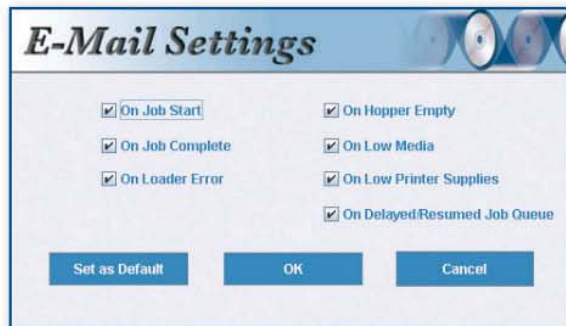 E-Mail Settings
On Job Start
On Hopper Empty
On Job Complete
On Low Media
On Loader Error
On Low Printer Supplies
On Delayed/Resumed Job Queue
Set as Default
OK
Cancel